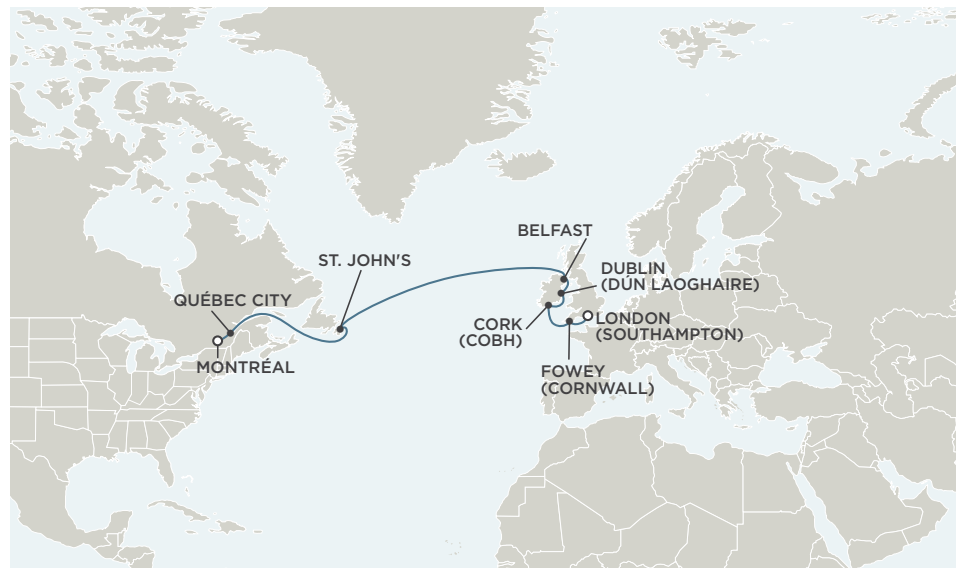 BELFAST
ST. JOHN'S
DUBLIN
(DÚN LAOGHAIRE)
QUÉBEC CITY
CORK
(COBH)
LONDON
(SOUTHAMPTON)
MONTRÉAL
FOWEY
(CORNWALL)